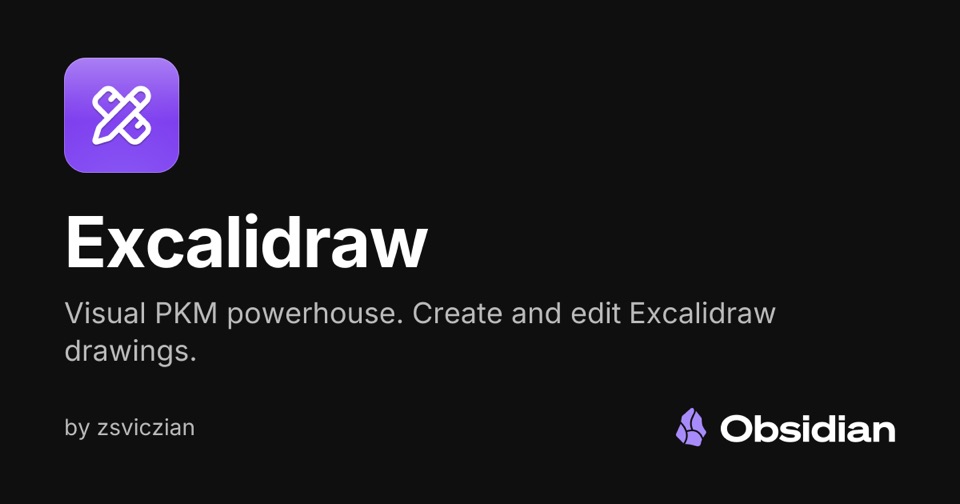 Excalidraw
Visual PKM powerhouse. Create and edit Excalidraw
drawings.
by zsviczian
Obsidian